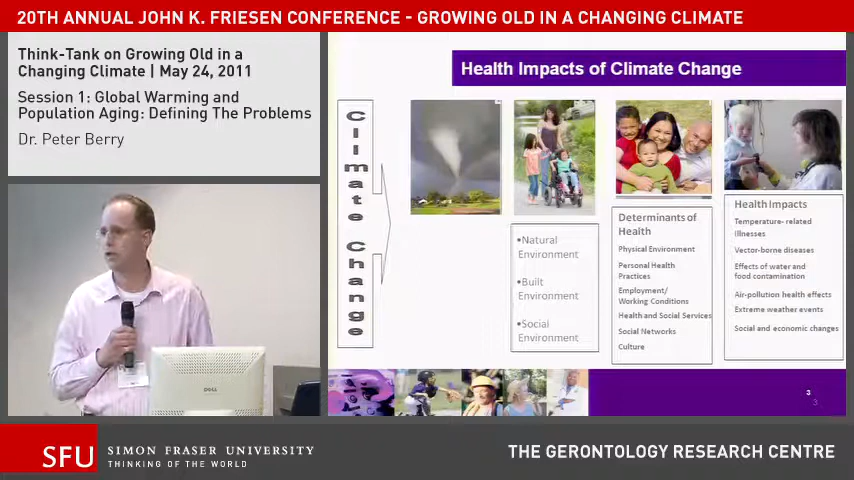 20TH ANNUAL JOHN K. FRIESEN CONFERENCE - GROWING OLD IN A CHANGING CLIMATE
Think-Tank on Growing Old in a
Changing Climate | May 24, 2011
Session 1: Global Warming and
Population Aging: Defining The Problems
Dr. Peter Berry
Health Impacts of Climate Change
Climate Change
•Natural
Environment
•Built
Environment
•Social
Environment
Determinants of
Health
Physical Environment
Personal Health
Practices
Employment/
Working Conditions
Health and Social Services
Social Networks
Culture
Health Impacts
Temperature- related
Illnesses
Vector-borne diseases
Effects of water and
food contamination
Air-pollution health effects
Extreme weather events
Social and economic changes
3
3
DELL
SFU
SIMON FRASER UNIVERSITY
THINKING OF THE WORLD
THE GERONTOLOGY RESEARCH CENTRE